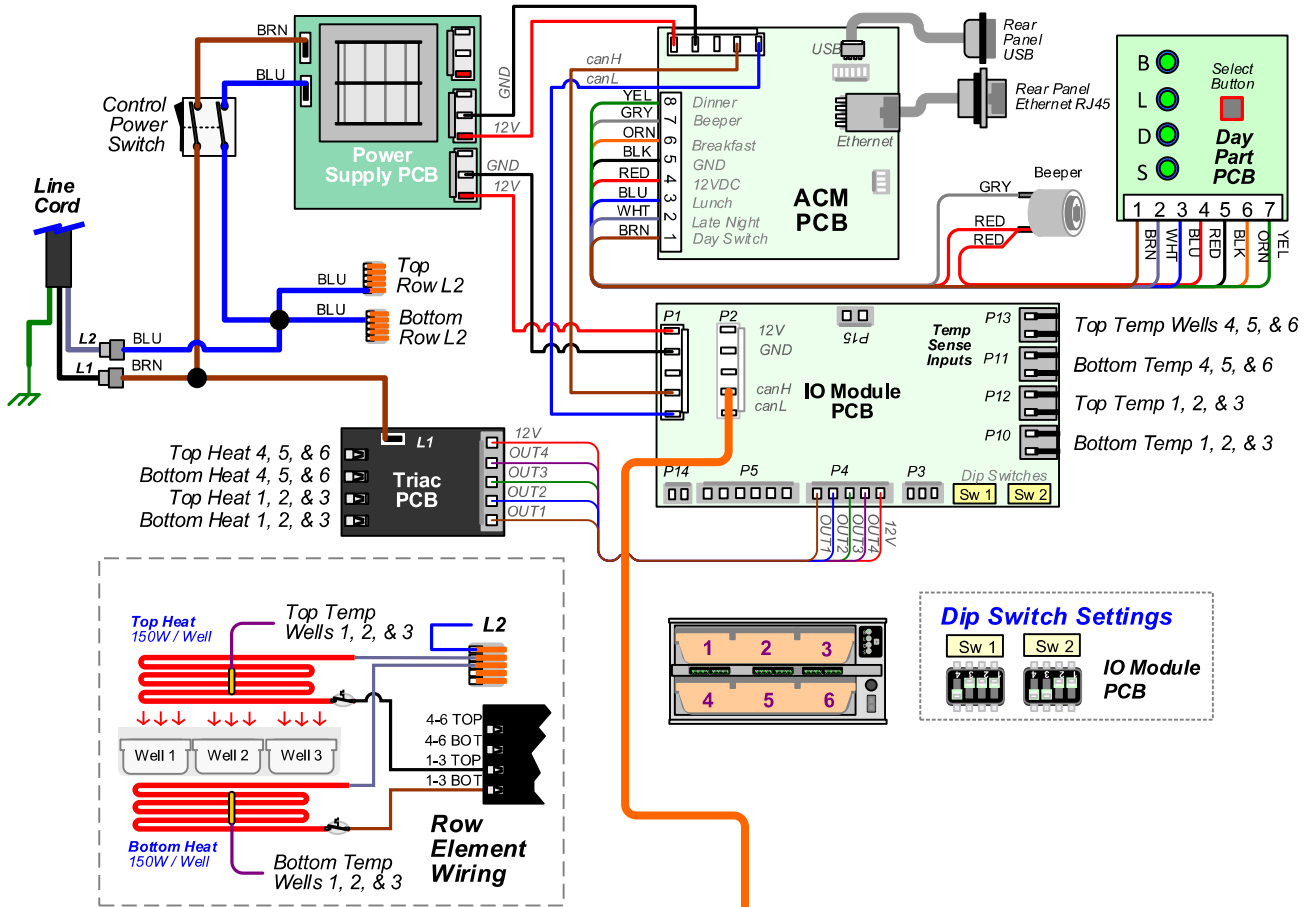 BRN
BLU
Control
Power
Switch
Power
Supply PCB
GND
12V
GND
12V
Line
Cord
L2
BLU
L1
BRN
BLU
Top
Row L2
BLU
Bottom
Row L2
canH
canL
YEL
GRY
ORN
BLK
RED
BLU
WHT
BRN
8
7
6
5
4
3
2
1
Dinner
Beeper
Breakfast
GND
12VDC
Lunch
Late Night
Day Switch
ACM
PCB
USB
Ethernet
Rear
Panel
USB
Rear Panel
Ethernet RJ45
Beeper
GRY
RED
RED
B
L
D
S
Select
Button
Day
Part
PCB
1 2 3 4 5 6 7
BRN
WHT
BLU
RED
BLK
ORN
YEL
P1
P2
12V
GND
canH
canL
P15
IO Module
PCB
Temp
Sense
Inputs
P13
P11
P12
P10
Top Temp Wells 4, 5, & 6
Bottom Temp 4, 5, & 6
Top Temp 1, 2, & 3
Bottom Temp 1, 2, & 3
P14
P5
P4
P3
Dip Switches
Sw 1
Sw 2
OUT1
OUT2
OUT3
OUT4
12V
Top Heat 4, 5, & 6
Bottom Heat 4, 5, & 6
Top Heat 1, 2, & 3
Bottom Heat 1, 2, & 3
L1
Triac
PCB
12V
OUT4
OUT3
OUT2
OUT1
Top Heat
150W / Well
Top Temp
Wells 1, 2, & 3
L2
Well 1
Well 2
Well 3
4-6 TOP
4-6 BOT
1-3 TOP
1-3 BOT
Bottom Heat
150W / Well
Bottom Temp
Wells 1, 2, & 3
Row
Element
Wiring
1 2 3
4 5 6
Dip Switch Settings
Sw 1
Sw 2
4 3 2 1
4 3 2 1
IO Module
PCB